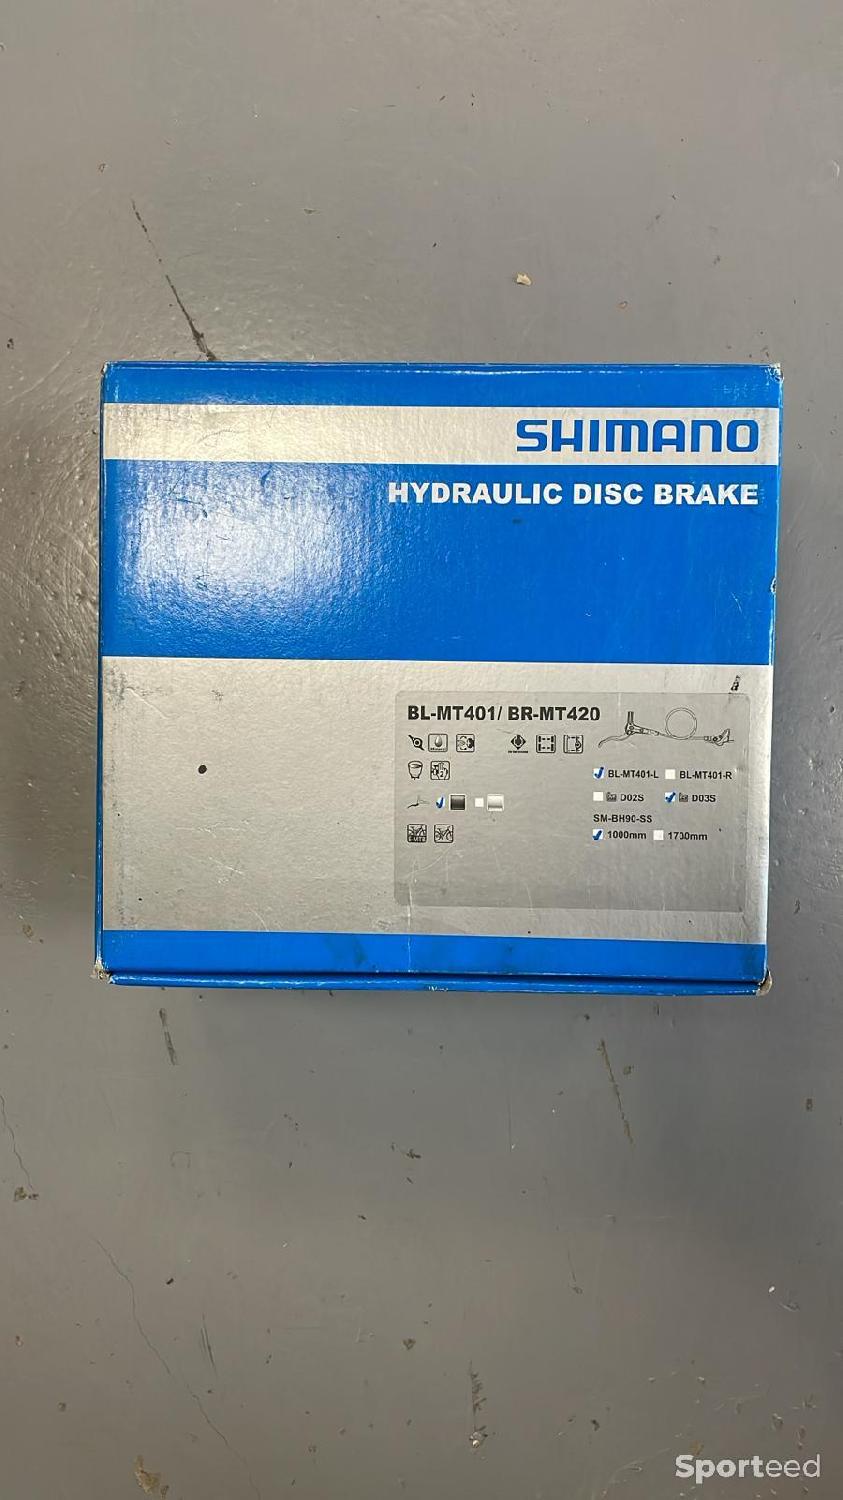 SHIMANO
HYDRAULIC DISC BRAKE
BL-MT401/ BR-MT420
BL-MT401-L BL-MT401-R
D02S D03S
SM-BH90-SS
1000mm 1700mm
Sporteed